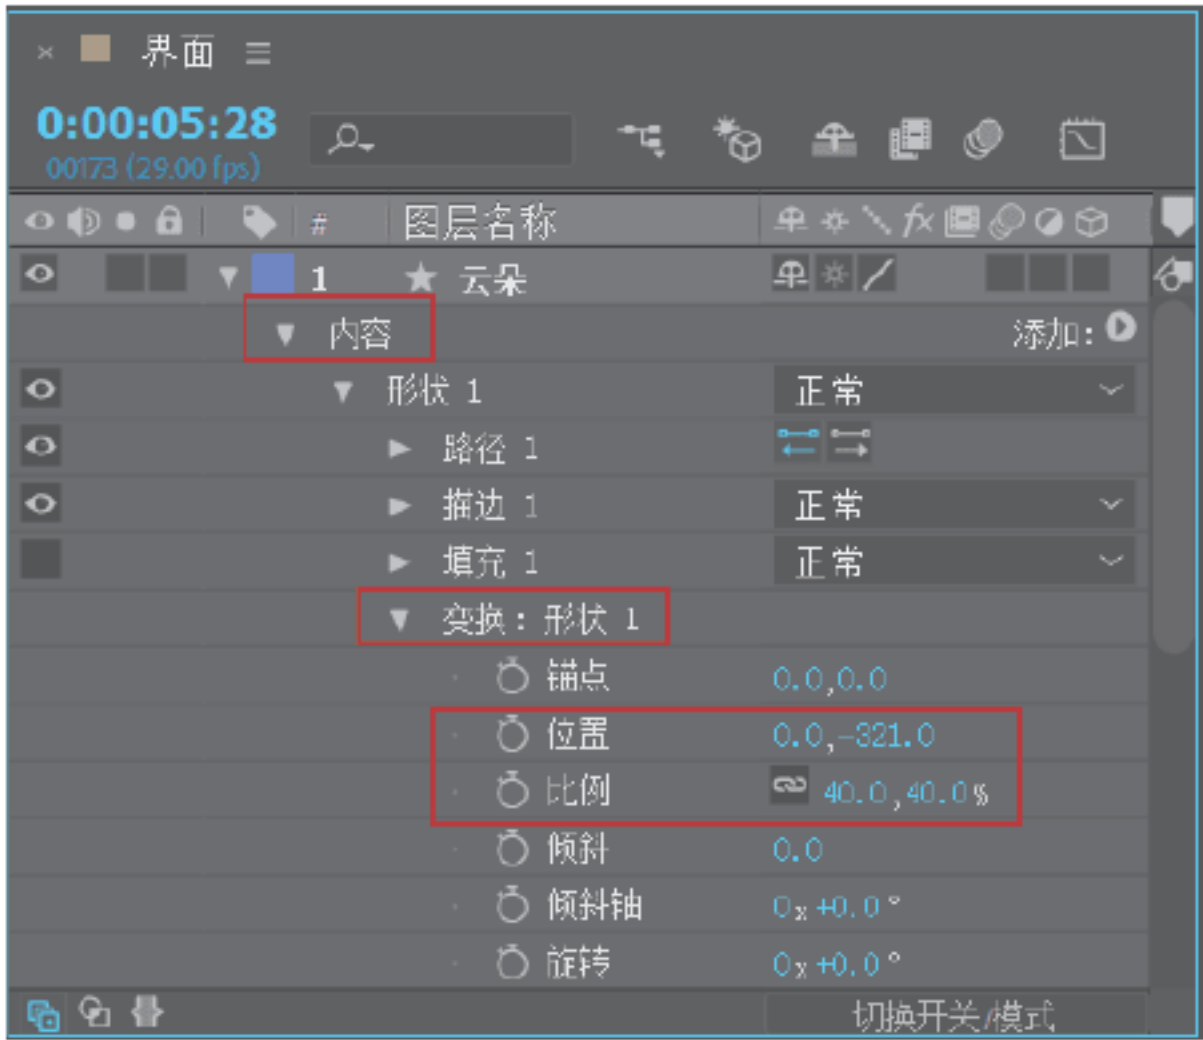 × 界面 ≡
0:00:05:28
00173 (29.00 fps)
# 图层名称
1 ★ 云朵
内容 添加:
形状 1 正常
路径 1
描边 1 正常
填充 1 正常
变换: 形状 1
锚点 0.0,0.0
位置 0.0,-321.0
比例 40.0,40.0%
倾斜 0.0
倾斜轴 0x+0.0°
旋转 0x+0.0°
切换开关/模式